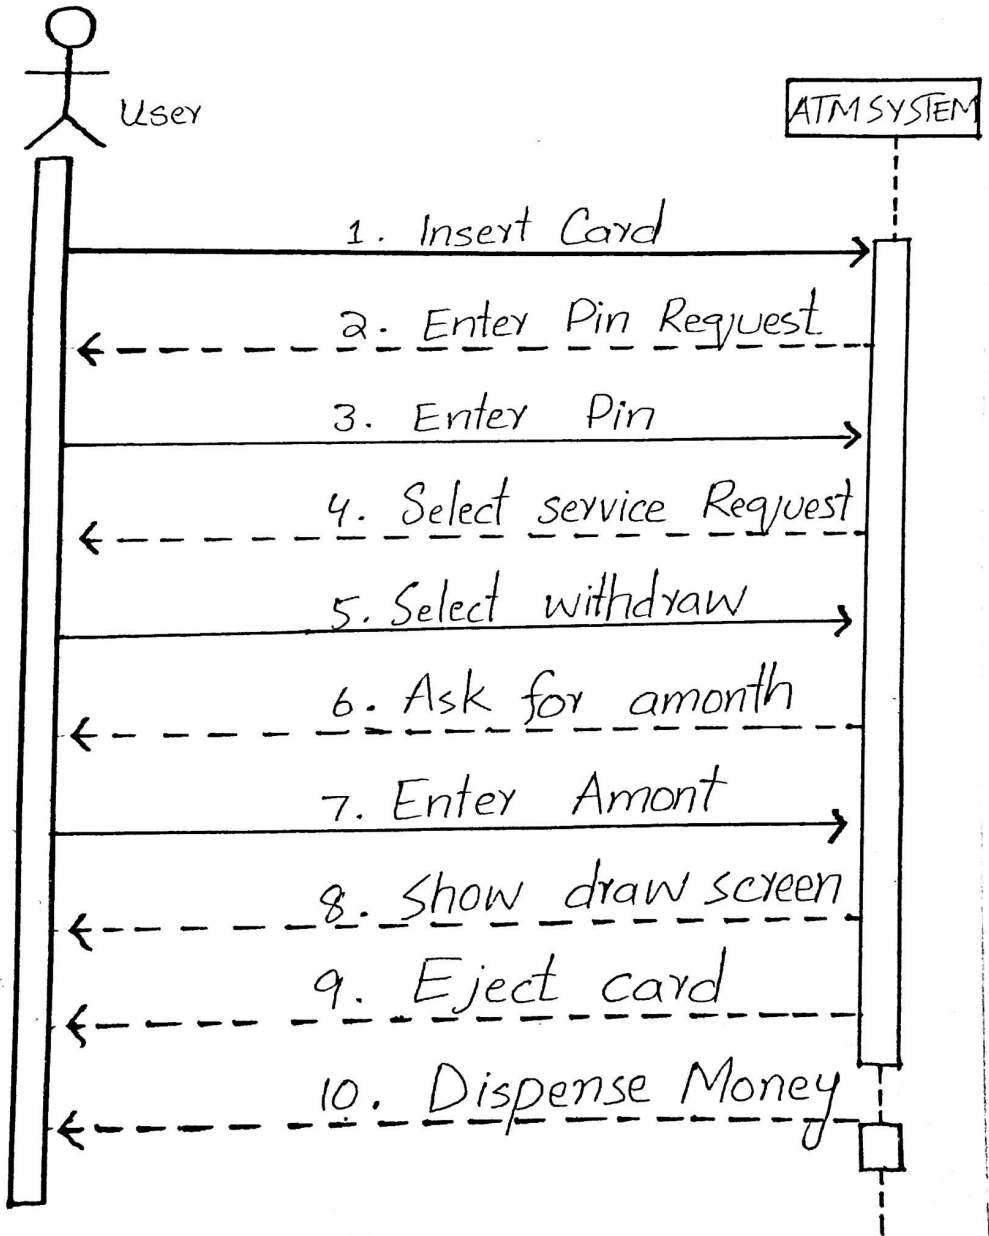 User
ATM SYSTEM
1. Insert Card
2. Enter Pin Request
3. Enter Pin
4. Select service Request
5. Select withdraw
6. Ask for amonth
7. Enter Amont
8. Show draw screen
9. Eject card
10. Dispense Money